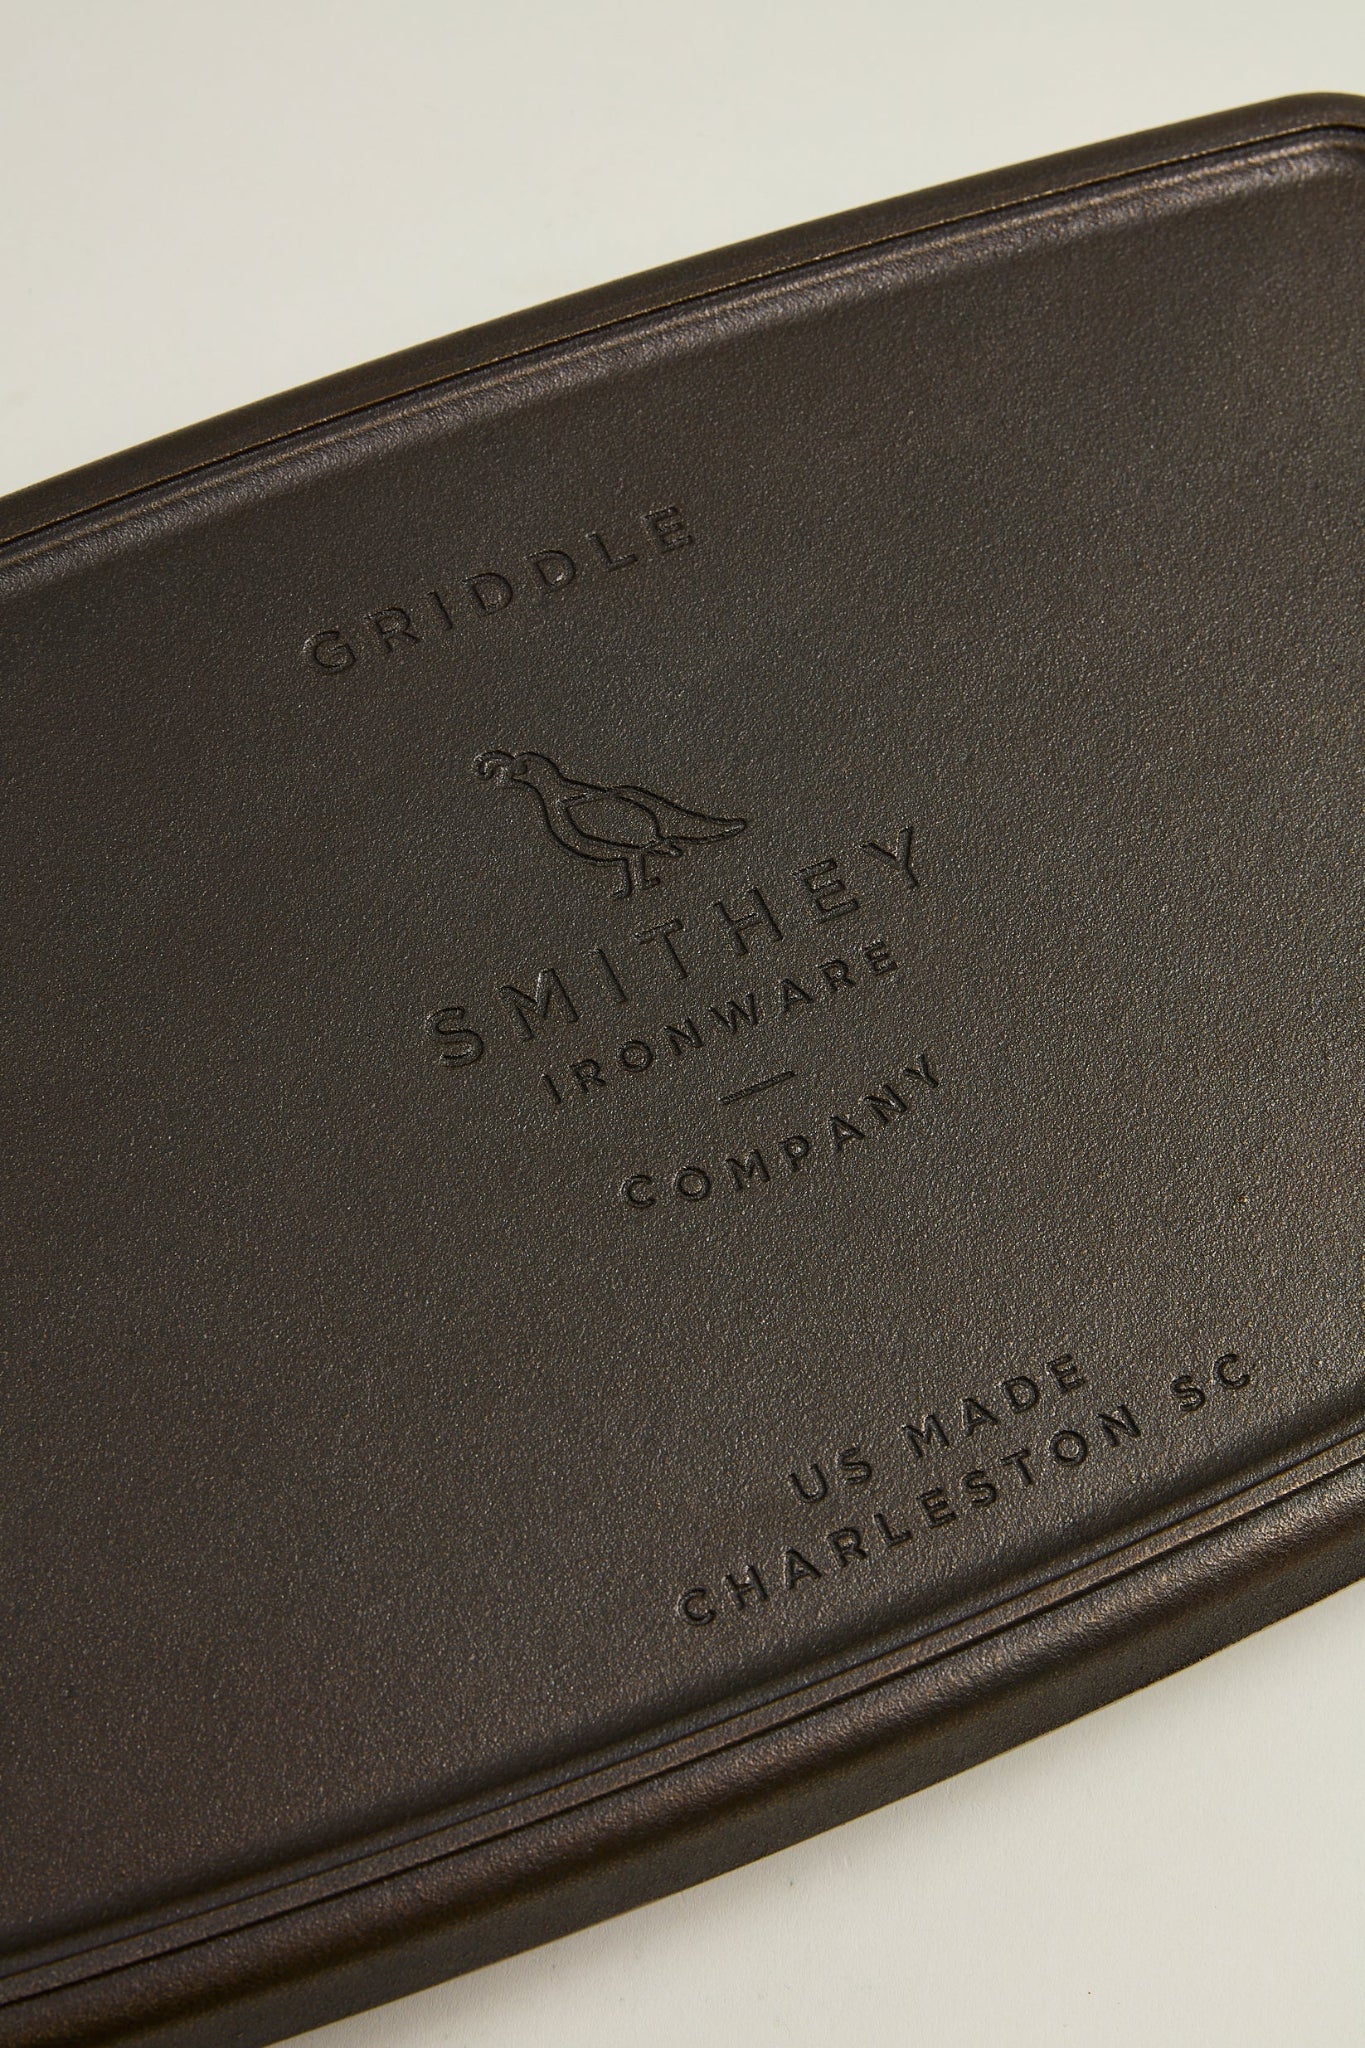 GRIDDLE
SMITHEY
IRONWARE
COMPANY
US MADE
CHARLESTON SC